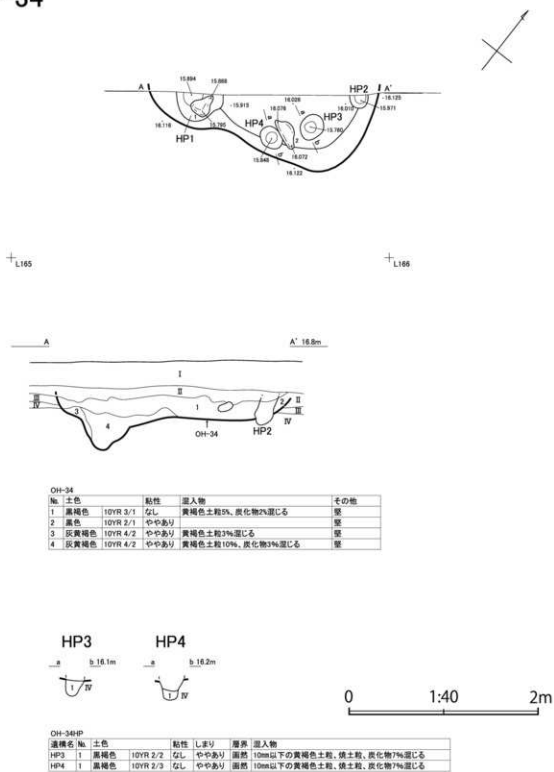 34
A
A'
15.894
15.868
HP2
16.125
15.915
16.026
16.076
16.010
15.871
HP3
16.116
15.795
HP4
15.760
HP1
2
15.848
16.072
16.122
L165
L166
A
A' 16.8m
I
II
III
IV
3
4
1
2
II
III
IV
HP2
OH-34
OH-34
No. 土色 粘性 混入物 その他
1 黒褐色 10YR 3/1 なし 黄褐色土粒5%、炭化物2%混じる 堅
2 黒色 10YR 2/1 ややあり 堅
3 灰黄褐色 10YR 4/2 ややあり 黄褐色土粒3%混じる 堅
4 灰黄褐色 10YR 4/2 ややあり 黄褐色土粒10%、炭化物3%混じる 堅
HP3 HP4
a b 16.1m a b 16.2m
1 IV 1 IV
0 1:40 2m
OH-34HP
遺構名 No. 土色 粘性 しまり 層界 混入物
HP3 1 黒褐色 10YR 2/2 なし ややあり 画然 10mm以下の黄褐色土粒、焼土粒、炭化物7%混じる
HP4 1 黒褐色 10YR 2/3 なし ややあり 画然 10mm以下の黄褐色土粒、焼土粒、炭化物7%混じる